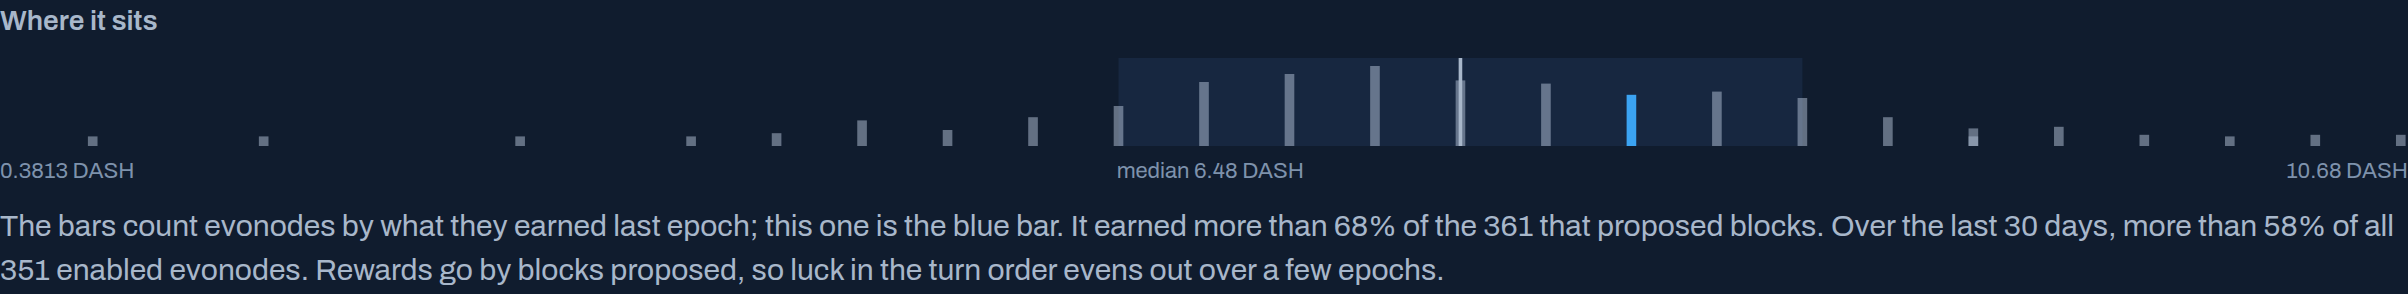 Where it sits
0.3813 DASH
median 6.48 DASH
10.68 DASH
The bars count evonodes by what they earned last epoch; this one is the blue bar. It earned more than 68% of the 361 that proposed blocks. Over the last 30 days, more than 58% of all
351 enabled evonodes. Rewards go by blocks proposed, so luck in the turn order evens out over a few epochs.